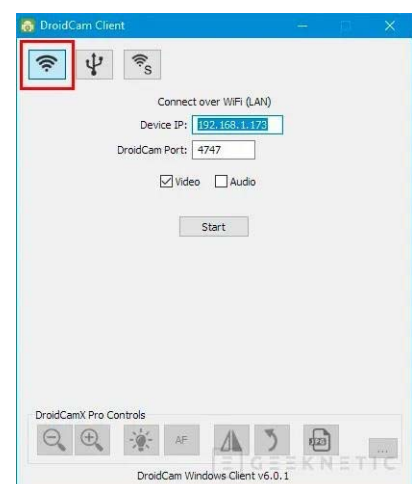 DroidCam Client
S
Connect over WiFi (LAN)
Device IP: 192.168.1.173
DroidCam Port: 4747
Video Audio
Start
DroidCamX Pro Controls
AF
JPG
...
GEEKNETIC
DroidCam Windows Client v6.0.1